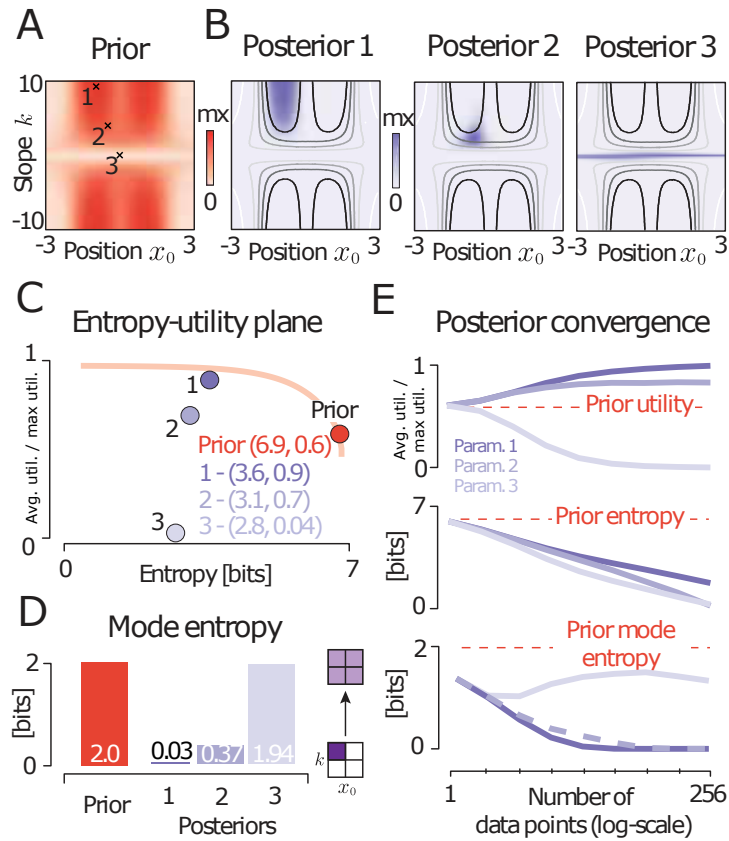 A
Prior
10
Slope k
-10
-3 Position x₀ 3
1
2
3
mx
0
B
Posterior 1
Posterior 2
Posterior 3
mx
0
-3 Position x₀ 3
-3 Position x₀ 3
C
Entropy-utility plane
1
Avg. util. / max util.
0
0 Entropy [bits] 7
1
2
3
Prior
Prior (6.9, 0.6)
1 - (3.6, 0.9)
2 - (3.1, 0.7)
3 - (2.8, 0.04)
D
Mode entropy
2
[bits]
0
2.0
0.03
0.37
1.94
Prior
1 2 3
Posteriors
k
x₀
E
Posterior convergence
1
Avg. util. /
max util.
0
Prior utility
Param. 1
Param. 2
Param. 3
7
[bits]
0
Prior entropy
2
[bits]
0
Prior mode
entropy
1 Number of 256
data points (log-scale)